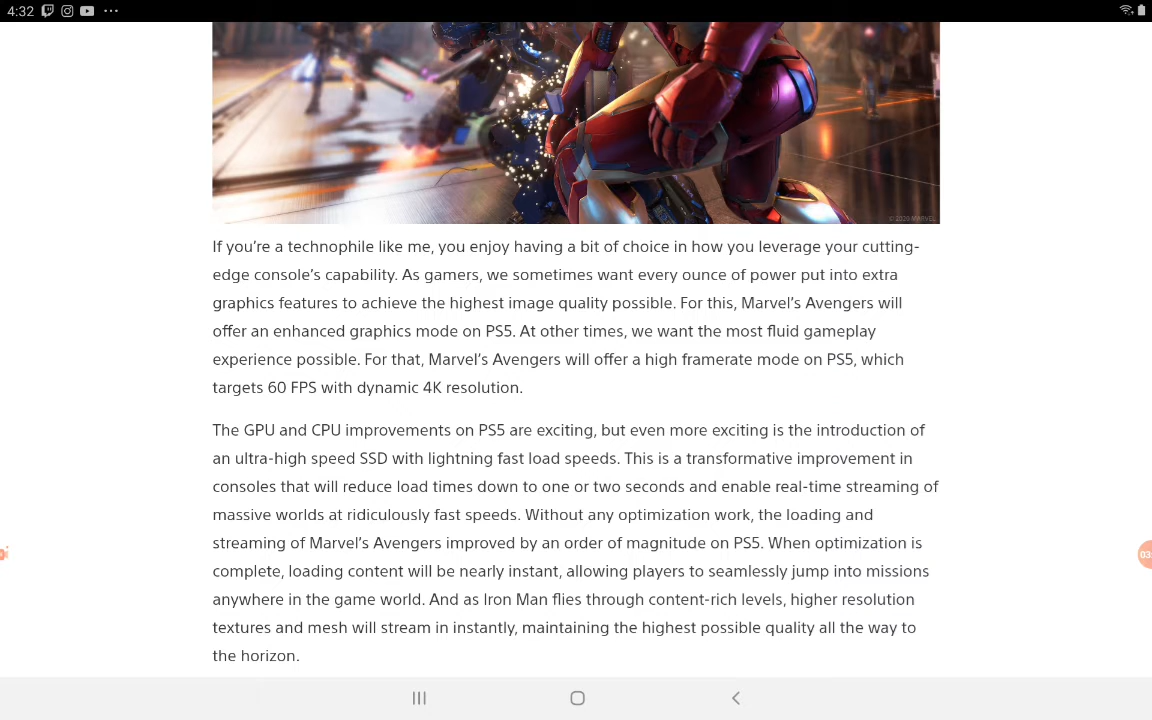 4:32
© 2020 MARVEL
If you're a technophile like me, you enjoy having a bit of choice in how you leverage your cutting-
edge console's capability. As gamers, we sometimes want every ounce of power put into extra
graphics features to achieve the highest image quality possible. For this, Marvel's Avengers will
offer an enhanced graphics mode on PS5. At other times, we want the most fluid gameplay
experience possible. For that, Marvel's Avengers will offer a high framerate mode on PS5, which
targets 60 FPS with dynamic 4K resolution.
The GPU and CPU improvements on PS5 are exciting, but even more exciting is the introduction of
an ultra-high speed SSD with lightning fast load speeds. This is a transformative improvement in
consoles that will reduce load times down to one or two seconds and enable real-time streaming of
massive worlds at ridiculously fast speeds. Without any optimization work, the loading and
streaming of Marvel's Avengers improved by an order of magnitude on PS5. When optimization is
complete, loading content will be nearly instant, allowing players to seamlessly jump into missions
anywhere in the game world. And as Iron Man flies through content-rich levels, higher resolution
textures and mesh will stream in instantly, maintaining the highest possible quality all the way to
the horizon.